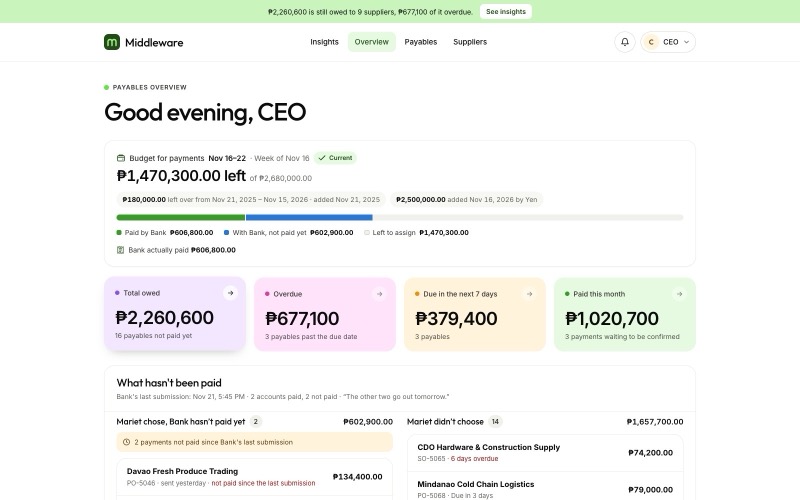 ₱2,260,600 is still owed to 9 suppliers, ₱677,100 of it overdue. See insights
m Middleware
Insights Overview Payables Suppliers
C CEO
PAYABLES OVERVIEW
Good evening, CEO
Budget for payments Nov 16–22 · Week of Nov 16 Current
₱1,470,300.00 left of ₱2,680,000.00
₱180,000.00 left over from Nov 21, 2025 – Nov 15, 2026 · added Nov 21, 2025 ₱2,500,000.00 added Nov 16, 2026 by Yen
Paid by Bank ₱606,800.00 With Bank, not paid yet ₱602,900.00 Left to assign ₱1,470,300.00
Bank actually paid ₱606,800.00
Total owed →
₱2,260,600
16 payables not paid yet
Overdue →
₱677,100
3 payables past the due date
Due in the next 7 days →
₱379,400
3 payables
Paid this month →
₱1,020,700
3 payments waiting to be confirmed
What hasn't been paid
Bank's last submission: Nov 21, 5:45 PM · 2 accounts paid, 2 not paid · "The other two go out tomorrow."
Mariet chose, Bank hasn't paid yet 2 ₱602,900.00
2 payments not paid since Bank's last submission
Davao Fresh Produce Trading
PO-5046 · sent yesterday · not paid since the last submission
₱134,400.00
Mariet didn't choose 14 ₱1,657,700.00
CDO Hardware & Construction Supply
SO-5065 · 6 days overdue
₱74,200.00
Mindanao Cold Chain Logistics
PO-5068 · Due in 3 days
₱79,000.00